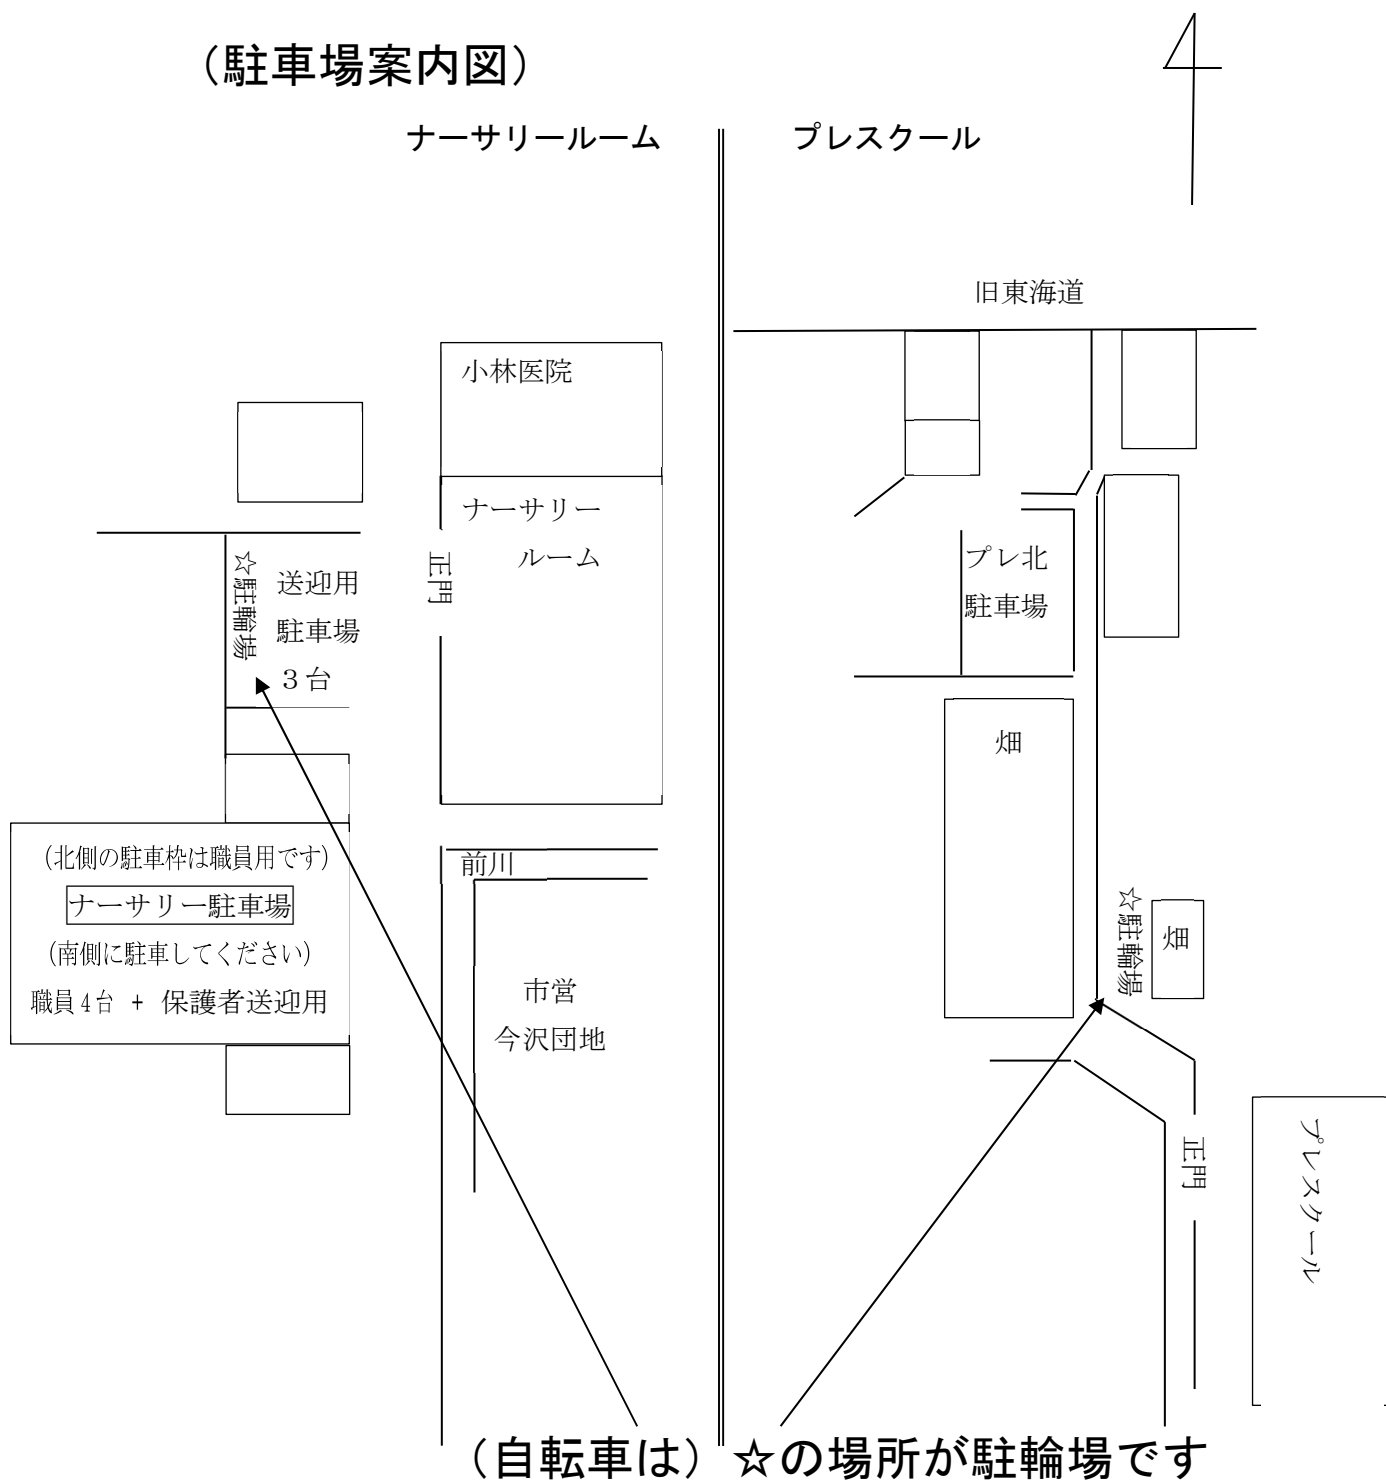 （駐車場案内図）
ナーサリールーム
プレスクール
旧東海道
小林医院
ナーサリー
ルーム
正門
☆駐輪場
送迎用
駐車場
３台
（北側の駐車枠は職員用です）
ナーサリー駐車場
（南側に駐車してください）
職員4台 + 保護者送迎用
前川
市営
今沢団地
プレ北
駐車場
畑
☆駐輪場
畑
正門
プレスクール
（自転車は）☆の場所が駐輪場です